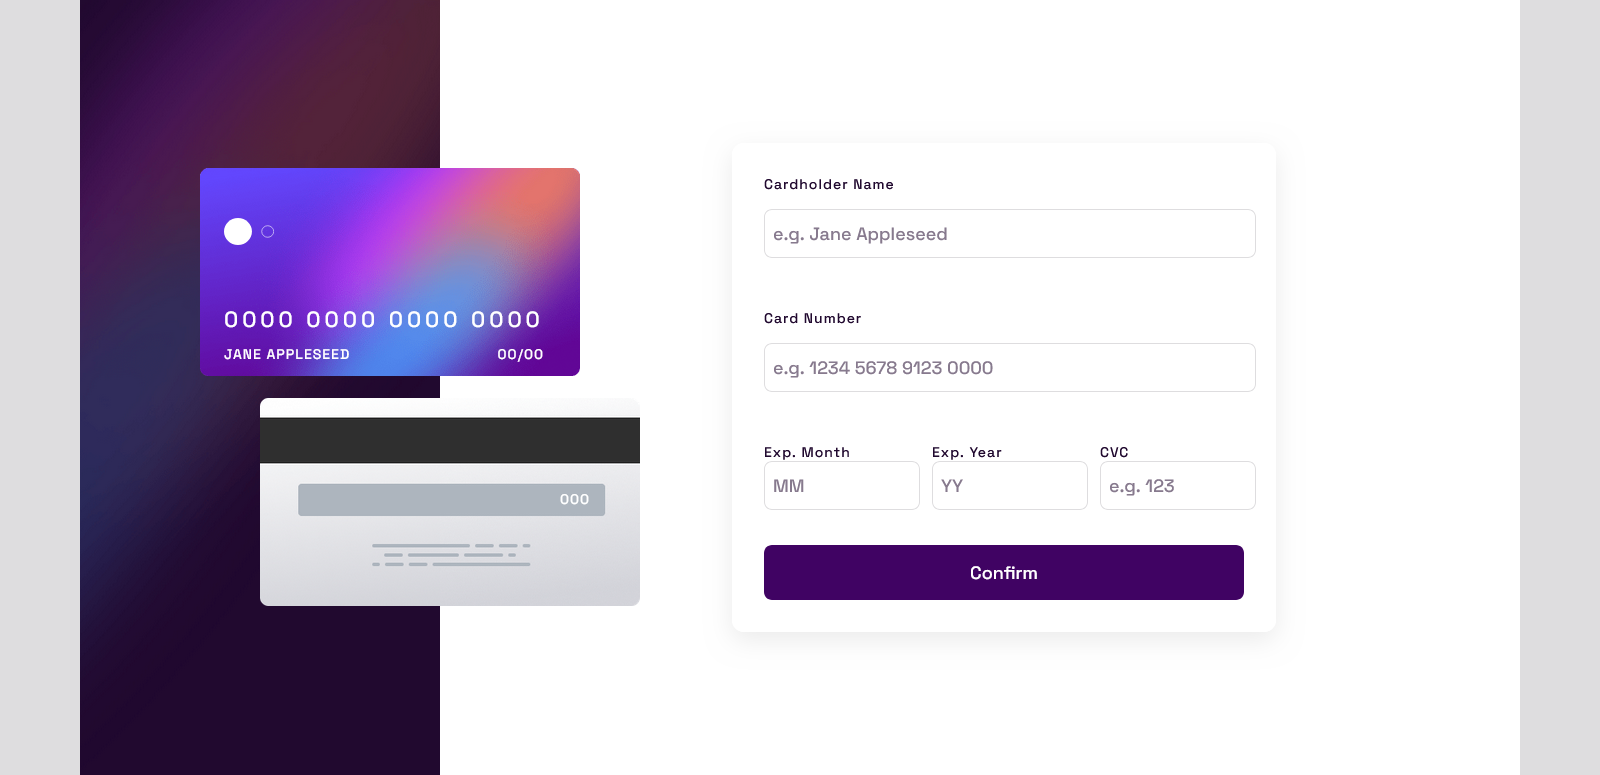 0000 0000 0000 0000
JANE APPLESEED 00/00
000
Cardholder Name
e.g. Jane Appleseed
Card Number
e.g. 1234 5678 9123 0000
Exp. Month Exp. Year CVC
MM YY e.g. 123
Confirm